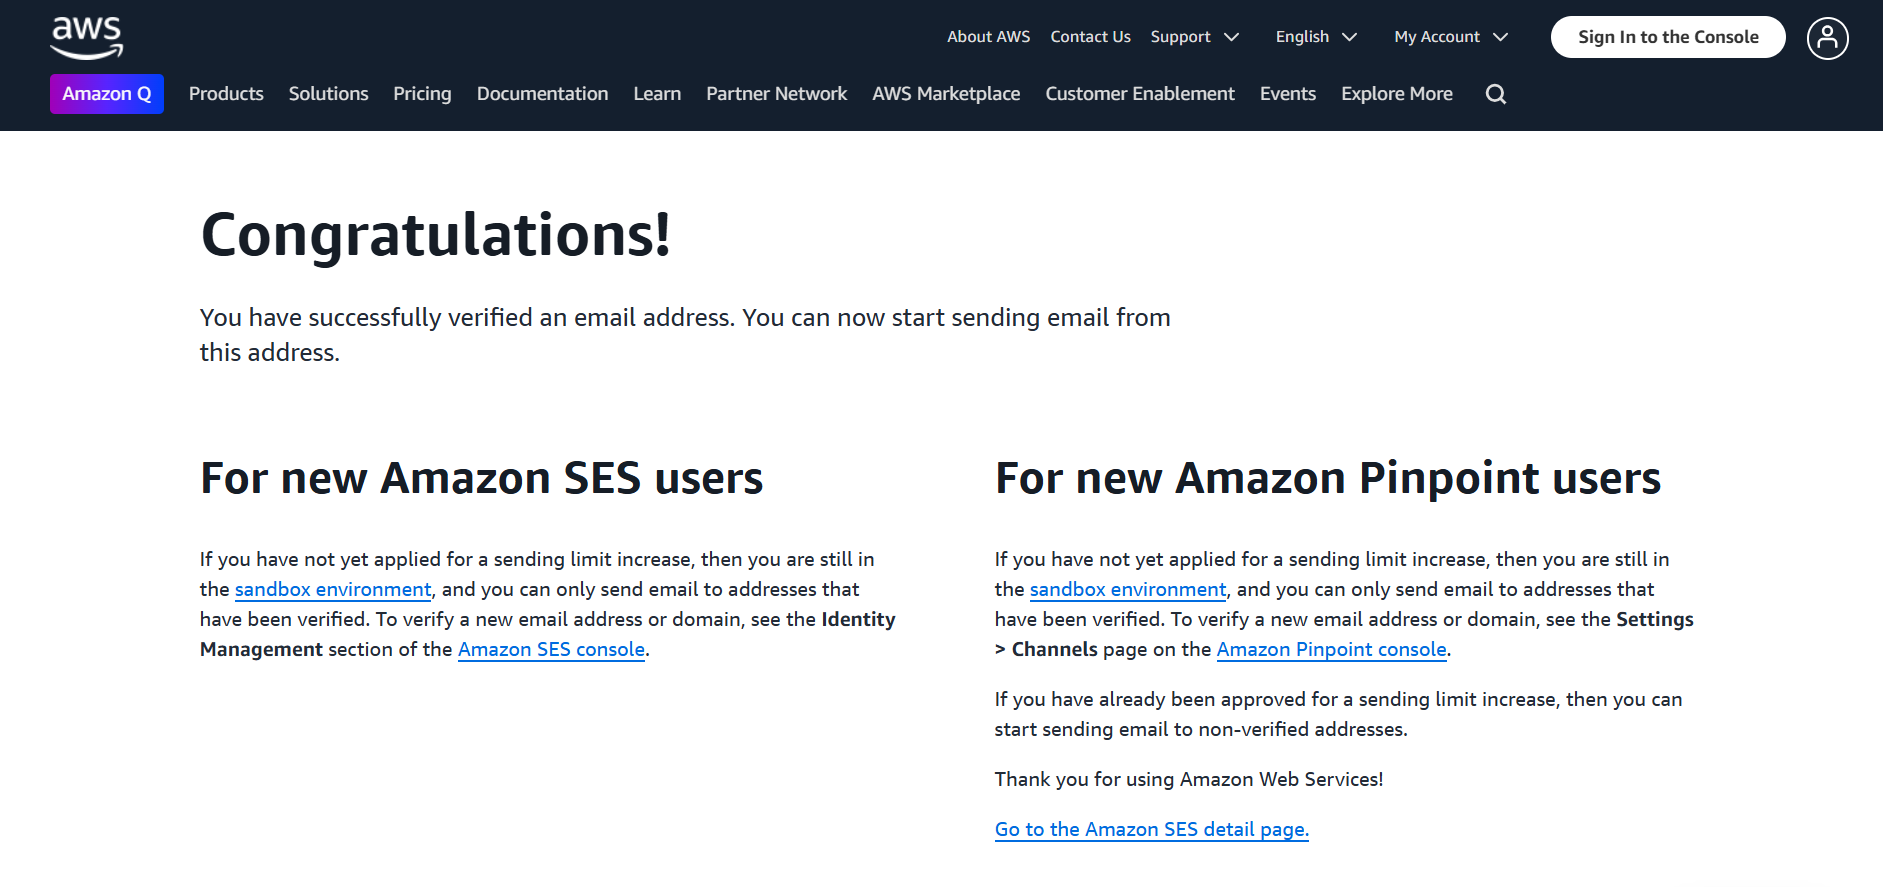 aws
About AWS Contact Us Support English My Account Sign In to the Console
Amazon Q Products Solutions Pricing Documentation Learn Partner Network AWS Marketplace Customer Enablement Events Explore More
Congratulations!
You have successfully verified an email address. You can now start sending email from
this address.
For new Amazon SES users
If you have not yet applied for a sending limit increase, then you are still in
the sandbox environment, and you can only send email to addresses that
have been verified. To verify a new email address or domain, see the Identity
Management section of the Amazon SES console.
For new Amazon Pinpoint users
If you have not yet applied for a sending limit increase, then you are still in
the sandbox environment, and you can only send email to addresses that
have been verified. To verify a new email address or domain, see the Settings
> Channels page on the Amazon Pinpoint console.
If you have already been approved for a sending limit increase, then you can
start sending email to non-verified addresses.
Thank you for using Amazon Web Services!
Go to the Amazon SES detail page.